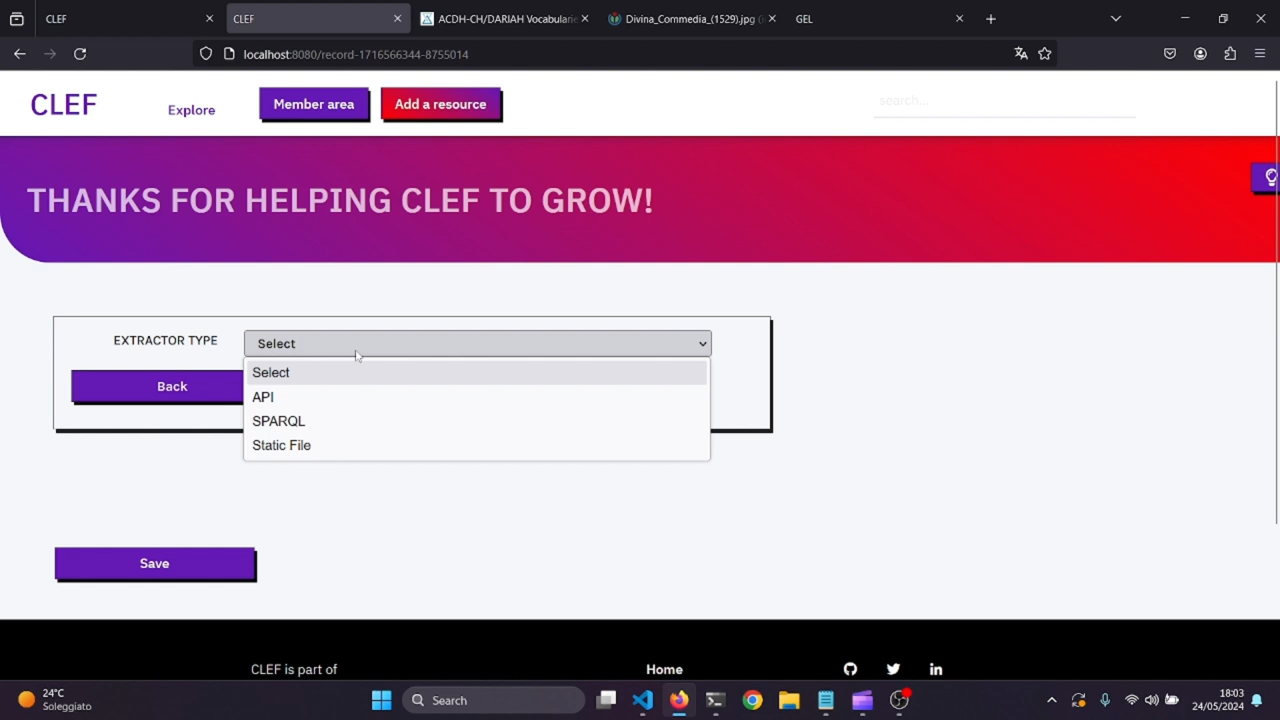 CLEF
CLEF
ACDH-CH/DARIAH Vocabularie
Divina_Commedia_(1529).jpg
GEL
localhost:8080/record-1716566344-8755014
CLEF
Explore
Member area
Add a resource
search...
THANKS FOR HELPING CLEF TO GROW!
EXTRACTOR TYPE
Select
Select
API
SPARQL
Static File
Back
Save
CLEF is part of
Home
24°C
Soleggiato
Search
18:03
24/05/2024